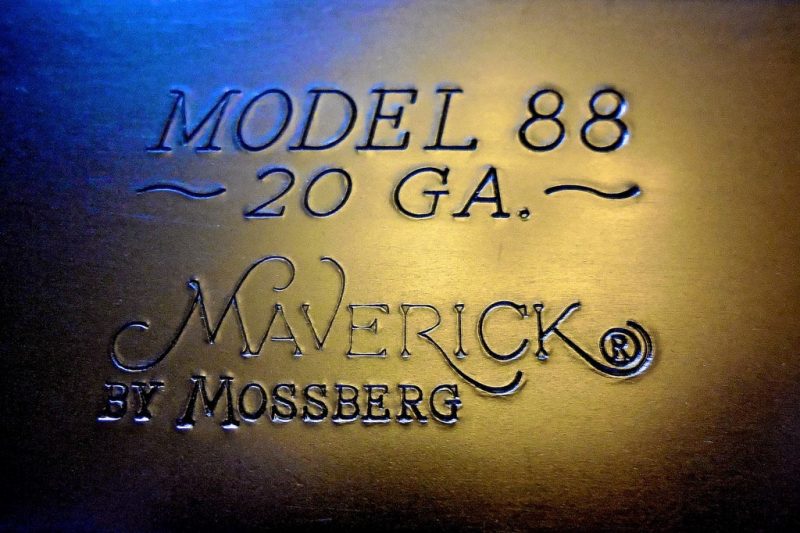 MODEL 88
~ 20 GA. ~
MAVERICK®
BY MOSSBERG